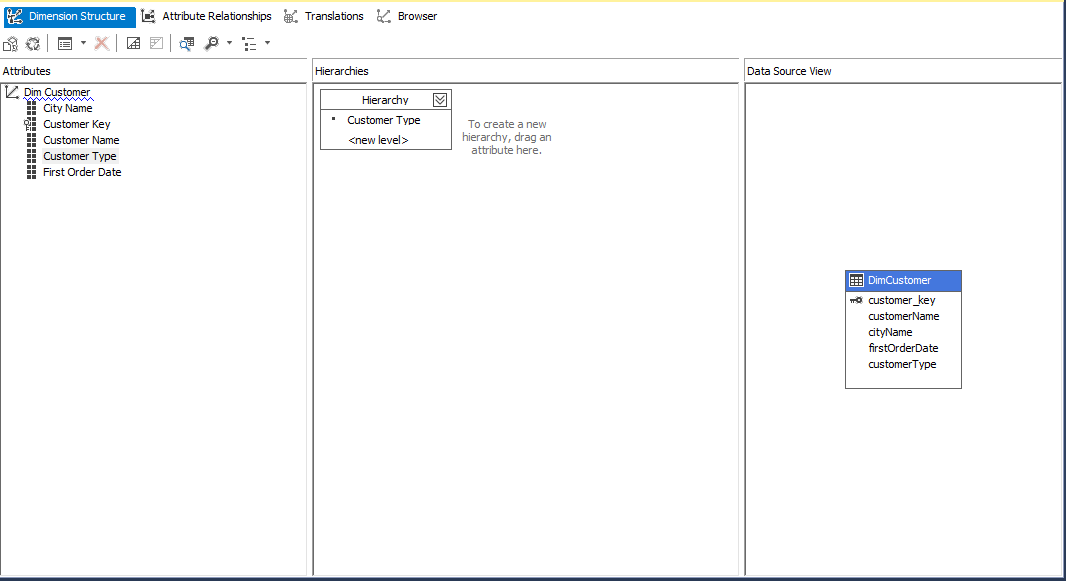 Dimension Structure Attribute Relationships Translations Browser
Attributes
Dim Customer
City Name
Customer Key
Customer Name
Customer Type
First Order Date
Hierarchies
Hierarchy
Customer Type
<new level>
To create a new
hierarchy, drag an
attribute here.
Data Source View
DimCustomer
customer_key
customerName
cityName
firstOrderDate
customerType